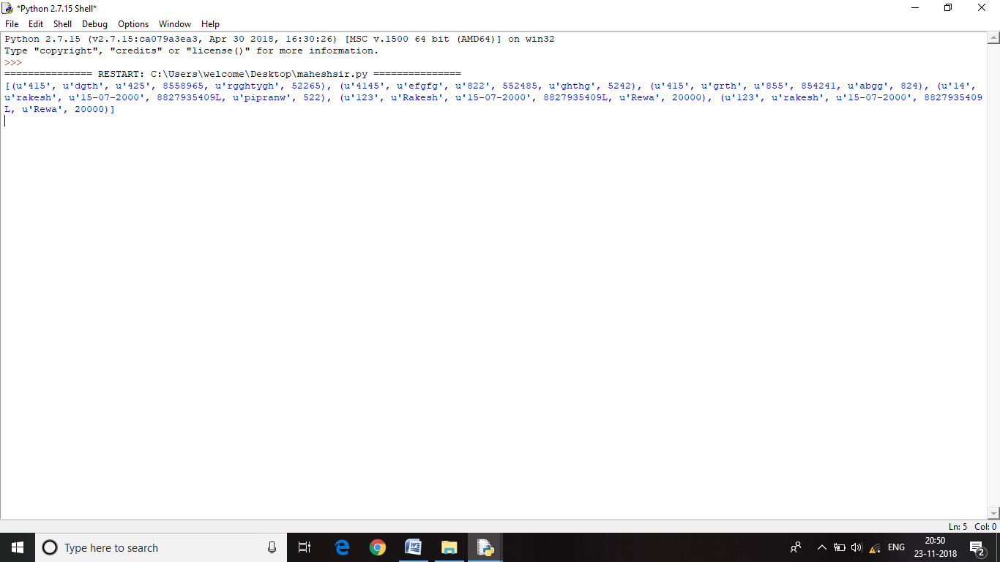 *Python 2.7.15 Shell*
File Edit Shell Debug Options Window Help
Python 2.7.15 (v2.7.15:ca079a3ea3, Apr 30 2018, 16:30:26) [MSC v.1500 64 bit (AMD64)] on win32
Type "copyright", "credits" or "license()" for more information.
>>>
=============== RESTART: C:\Users\welcome\Desktop\maheshsir.py ===============
[(u'415', u'dgth', u'425', 8558965, u'rgghtygh', 52265), (u'4145', u'efgfg', u'822', 552485, u'ghthg', 5242), (u'415', u'grth', u'855', 854241, u'abgg', 824), (u'14',
u'rakesh', u'15-07-2000', 8827935409L, u'pipranw', 522), (u'123', u'Rakesh', u'15-07-2000', 8827935409L, u'Rewa', 20000), (u'123', u'rakesh', u'15-07-2000', 8827935409
L, u'Rewa', 20000)]
Ln: 5 Col: 0
Type here to search
ENG
20:50
23-11-2018
2